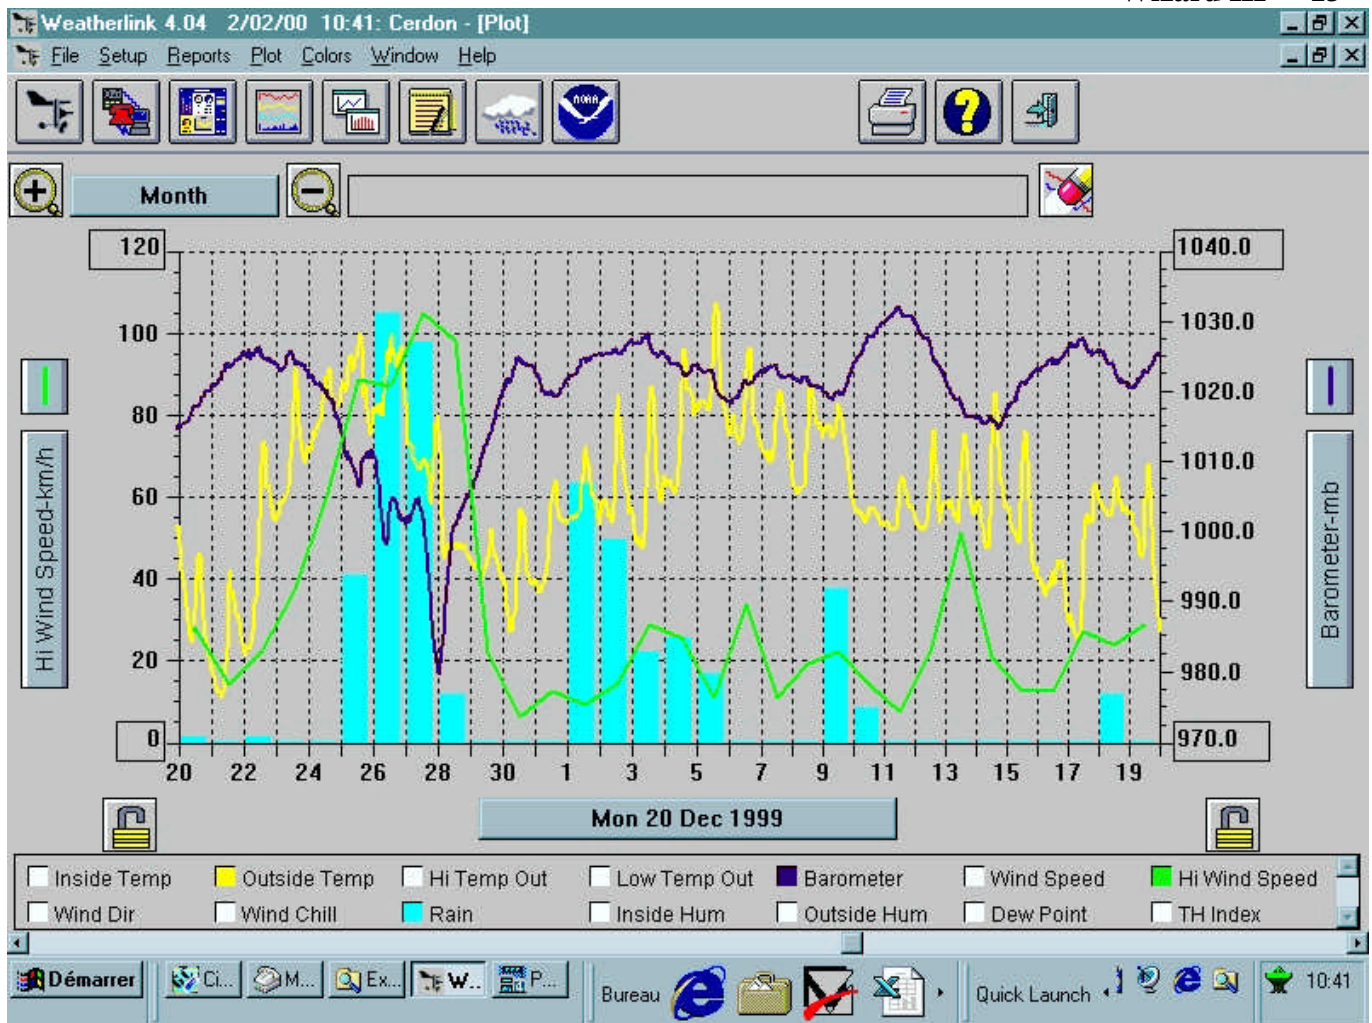 Weatherlink 4.04 2/02/00 10:41: Cerdon - [Plot]
File Setup Reports Plot Colors Window Help
NOAA
Month
120
100
80
60
40
20
0
Hi Wind Speed-km/h
1040.0
1030.0
1020.0
1010.0
1000.0
990.0
980.0
970.0
Barometer-mb
20 22 24 26 28 30 1 3 5 7 9 11 13 15 17 19
Mon 20 Dec 1999
Inside Temp Outside Temp Hi Temp Out Low Temp Out Barometer Wind Speed Hi Wind Speed
Wind Dir Wind Chill Rain Inside Hum Outside Hum Dew Point TH Index
Démarrer Ci... M... Ex... W.. P... Bureau Quick Launch 10:41